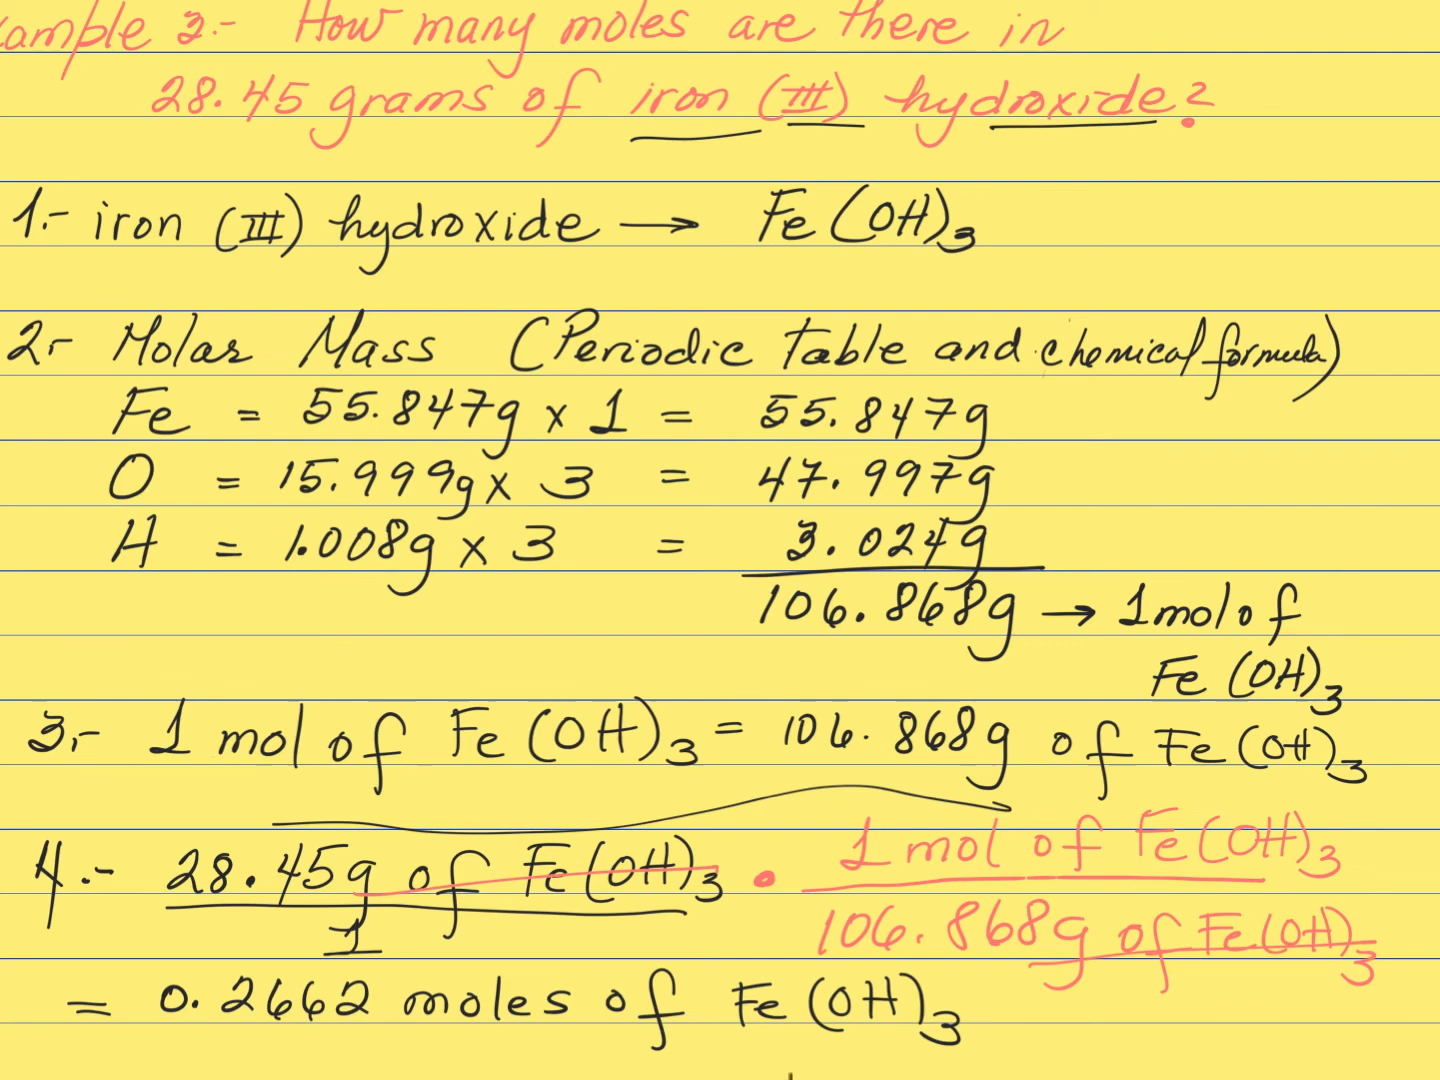 ample 3:- How many moles are there in
28.45 grams of iron (III) hydroxide?
1.- iron (III) hydroxide → Fe(OH)₃
2.- Molar Mass (Periodic table and chemical formula)
Fe = 55.847g x 1 = 55.847g
O = 15.999g x 3 = 47.997g
H = 1.008g x 3 = 3.024g
106.868g → 1 mol of
Fe(OH)₃
3.- 1 mol of Fe(OH)₃ = 106.868g of Fe(OH)₃
4.- 28.45g of Fe(OH)₃ • 1 mol of Fe(OH)₃
1 106.868g of Fe(OH)₃
= 0.2662 moles of Fe(OH)₃